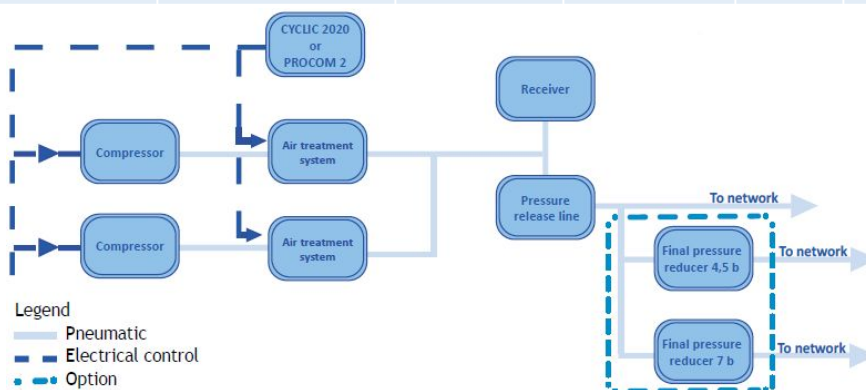 CYCLIC 2020
or
PROCOM 2
Receiver
Compressor
Air treatment
system
Pressure
release line
To network
Compressor
Air treatment
system
Final pressure
reducer 4,5 b
To network
Legend
Pneumatic
Electrical control
Option
Final pressure
reducer 7 b
To network